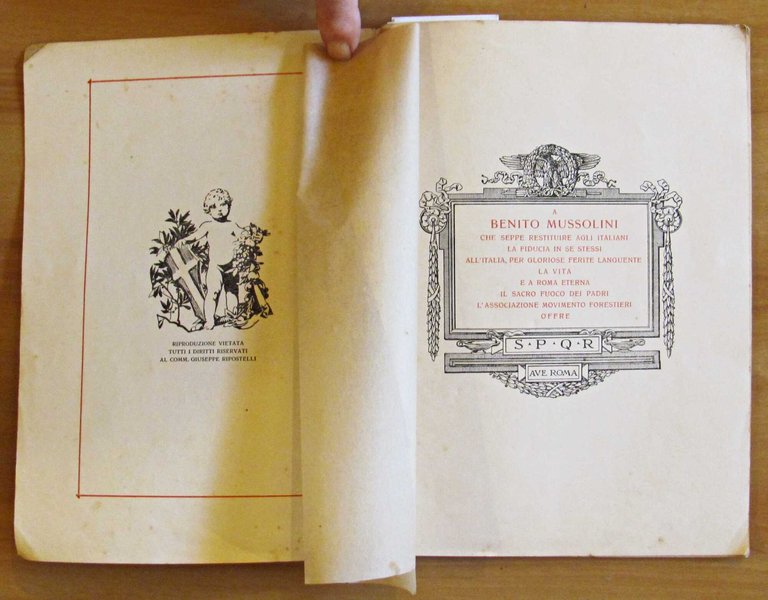 RIPRODUZIONE VIETATA
TUTTI I DIRITTI RISERVATI
AL COMM. GIUSEPPE RIPOSTELLI
A
BENITO MUSSOLINI
CHE SEPPE RESTITUIRE AGLI ITALIANI
LA FIDUCIA IN SE STESSI
ALL'ITALIA, PER GLORIOSE FERITE LANGUENTE
LA VITA
E A ROMA ETERNA
IL SACRO FUOCO DEI PADRI
L'ASSOCIAZIONE MOVIMENTO FORESTIERI
OFFRE
S·P·Q·R
AVE ROMA